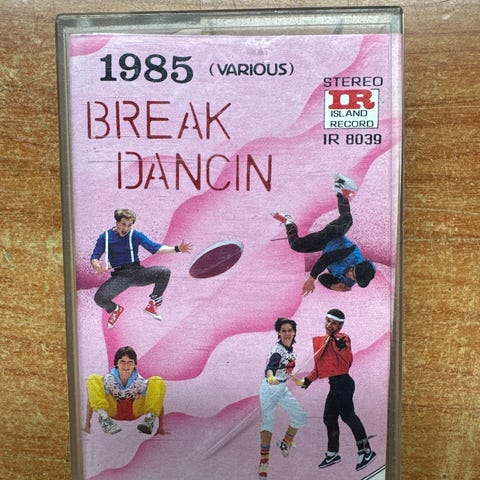 1985 (VARIOUS)
STEREO
IR
ISLAND
RECORD
IR 8039
BREAK
DANCIN